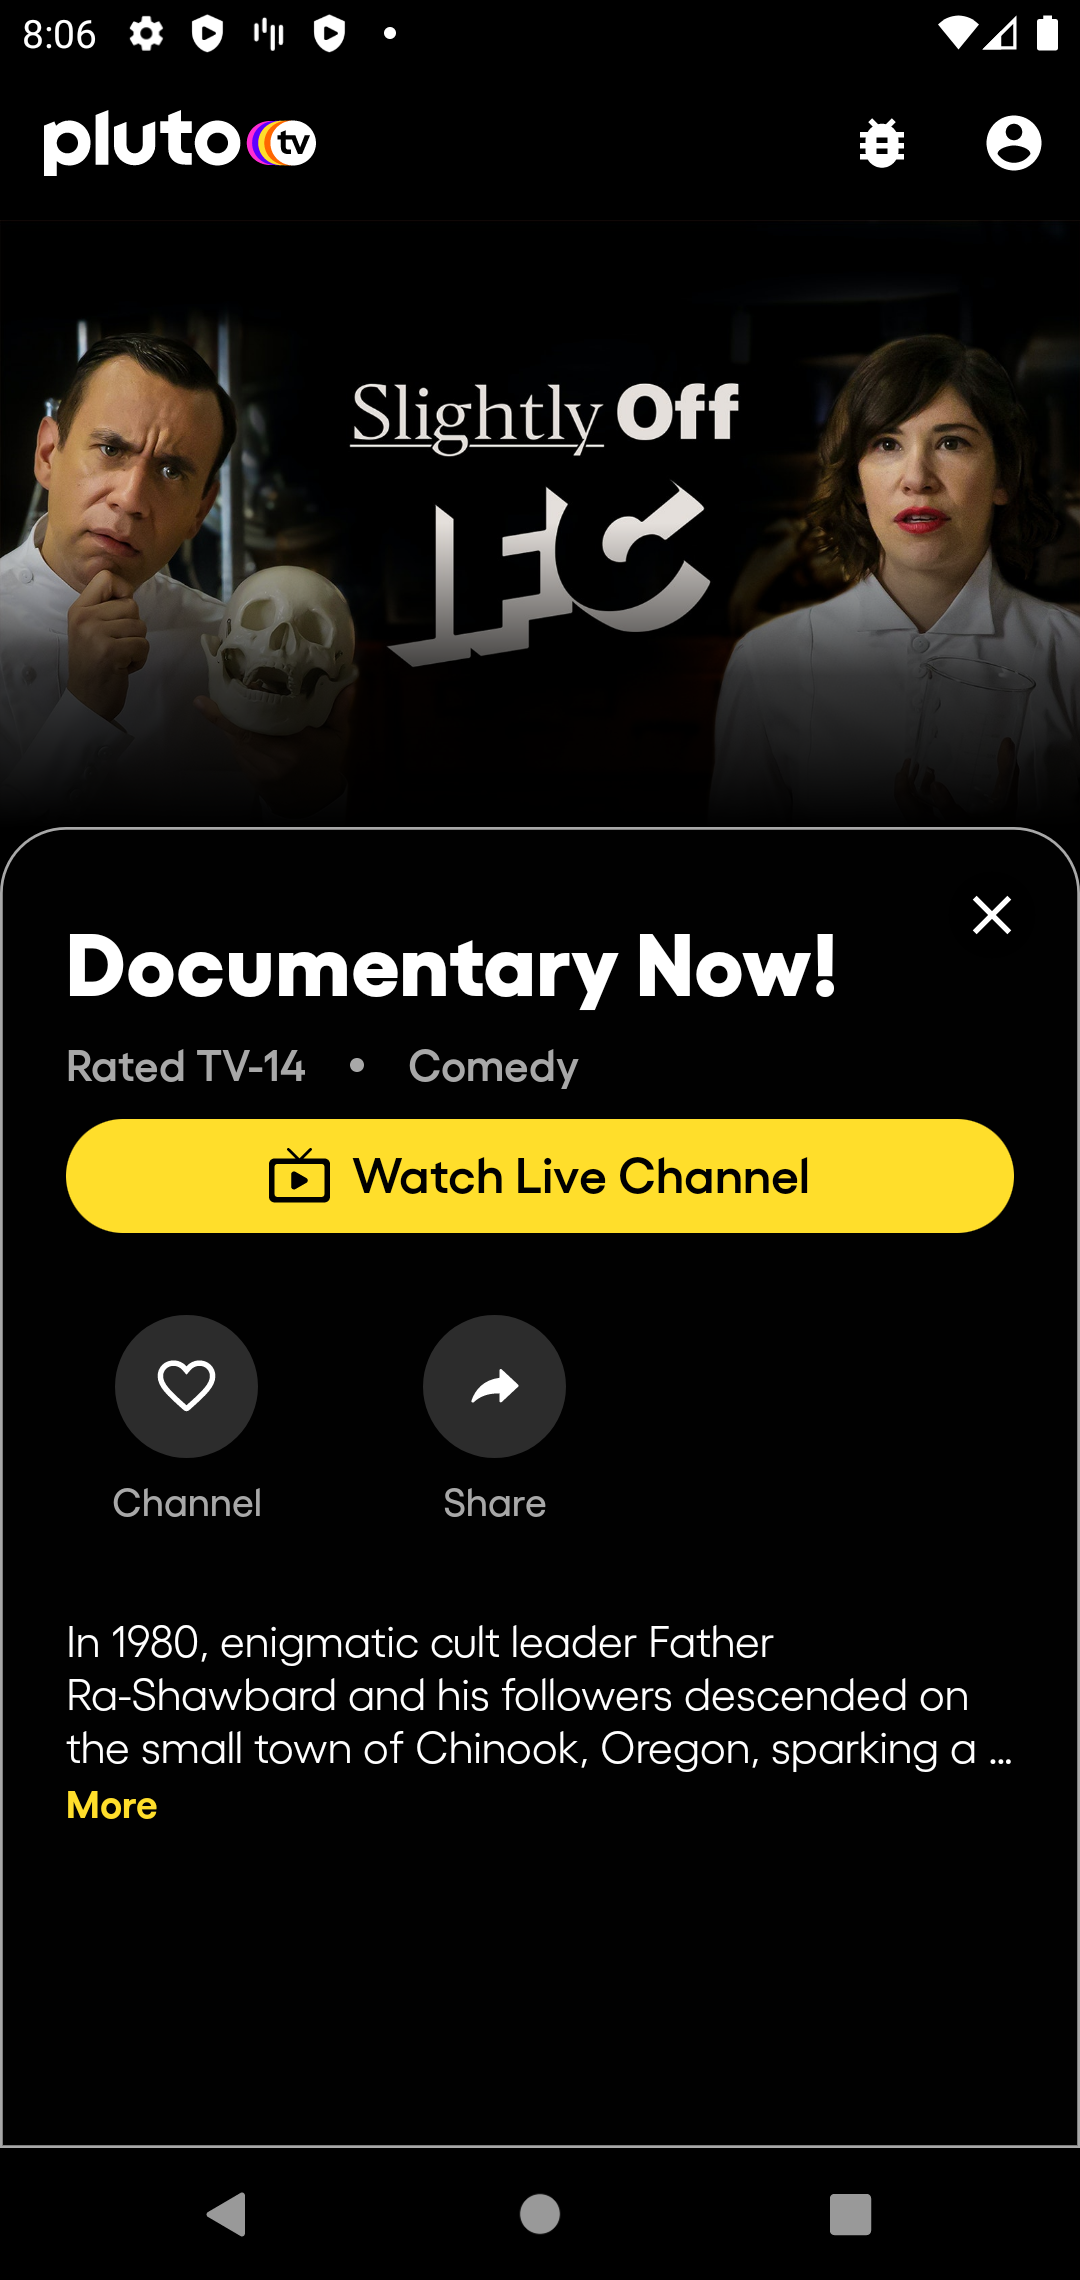 8:06
pluto tv
Slightly Off
IFC
Documentary Now!
Rated TV-14 • Comedy
Watch Live Channel
Channel
Share
In 1980, enigmatic cult leader Father
Ra-Shawbard and his followers descended on
the small town of Chinook, Oregon, sparking a ...
More